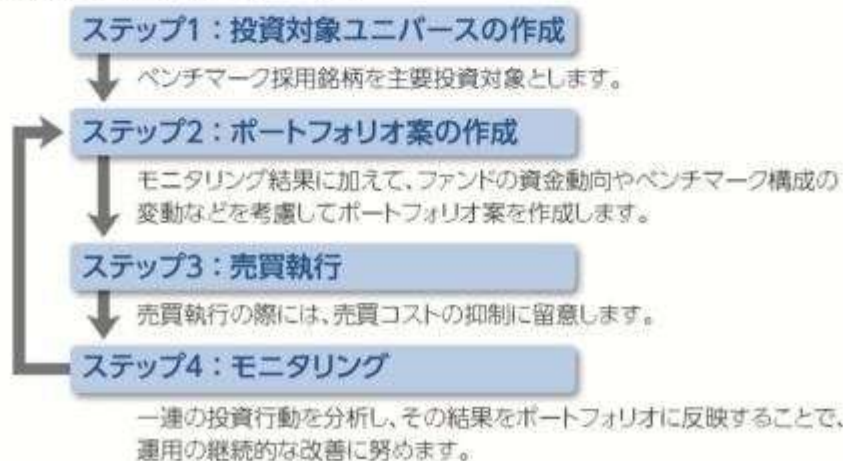 ステップ1：投資対象ユニバースの作成
ベンチマーク採用銘柄を主要投資対象とします。
ステップ2：ポートフォリオ案の作成
モニタリング結果に加えて、ファンドの資金動向やベンチマーク構成の
変動などを考慮してポートフォリオ案を作成します。
ステップ3：売買執行
売買執行の際には、売買コストの抑制に留意します。
ステップ4：モニタリング
一連の投資行動を分析し、その結果をポートフォリオに反映することで、
運用の継続的な改善に努めます。